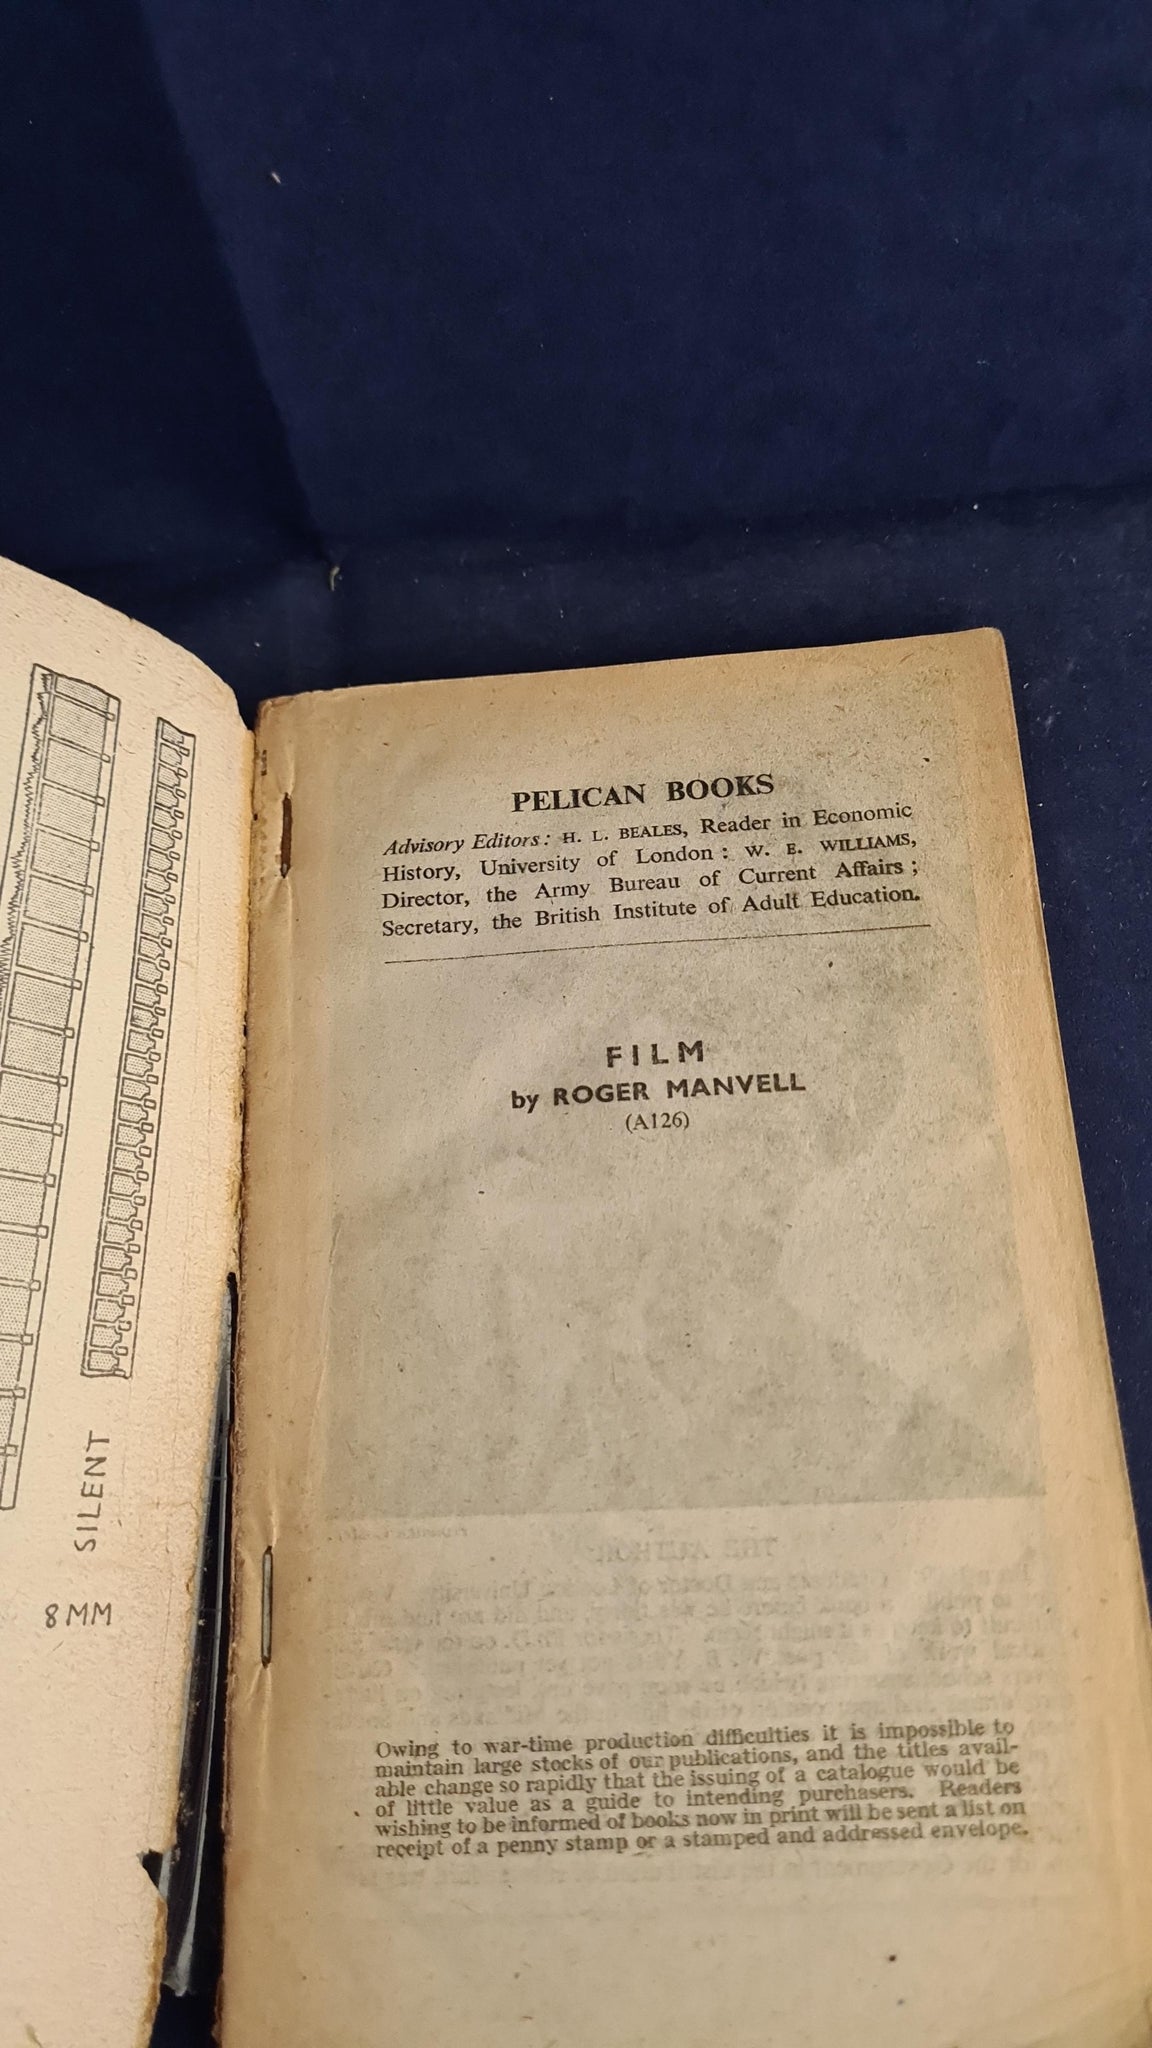 SILENT
8MM
PELICAN BOOKS
Advisory Editors: H. L. BEALES, Reader in Economic
History, University of London: W. E. WILLIAMS,
Director, the Army Bureau of Current Affairs;
Secretary, the British Institute of Adult Education.
FILM
by ROGER MANVELL
(A126)
Owing to war-time production difficulties it is impossible to
maintain large stocks of our publications, and the titles avail-
able change so rapidly that the issuing of a catalogue would be
of little value as a guide to intending purchasers. Readers
wishing to be informed of books now in print will be sent a list on
receipt of a penny stamp or a stamped and addressed envelope.